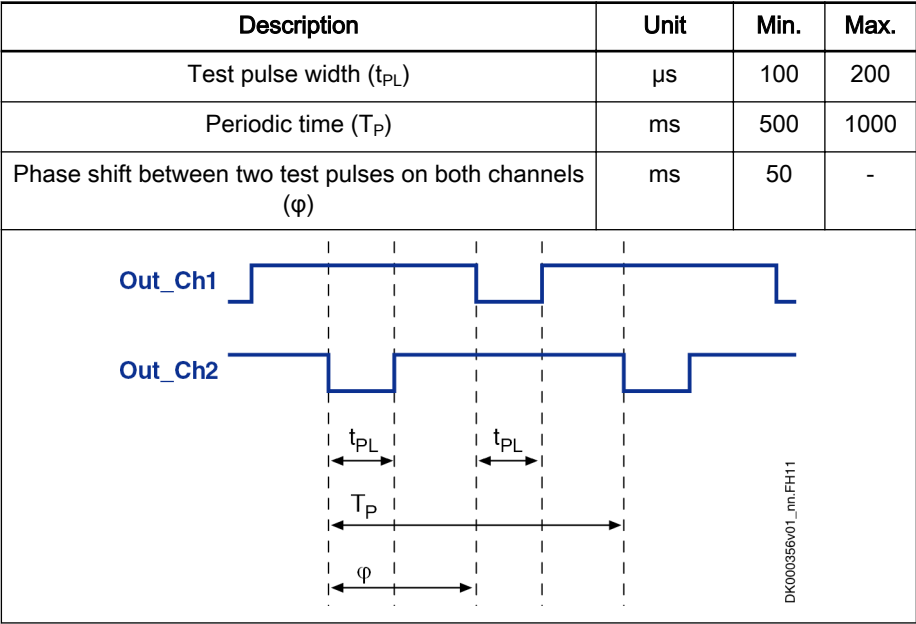 Description Unit Min. Max.
Test pulse width (tPL) µs 100 200
Periodic time (TP) ms 500 1000
Phase shift between two test pulses on both channels ms 50 -
(φ)
Out_Ch1
Out_Ch2
tPL tPL
TP
φ
DK000356v01_nn.FH11